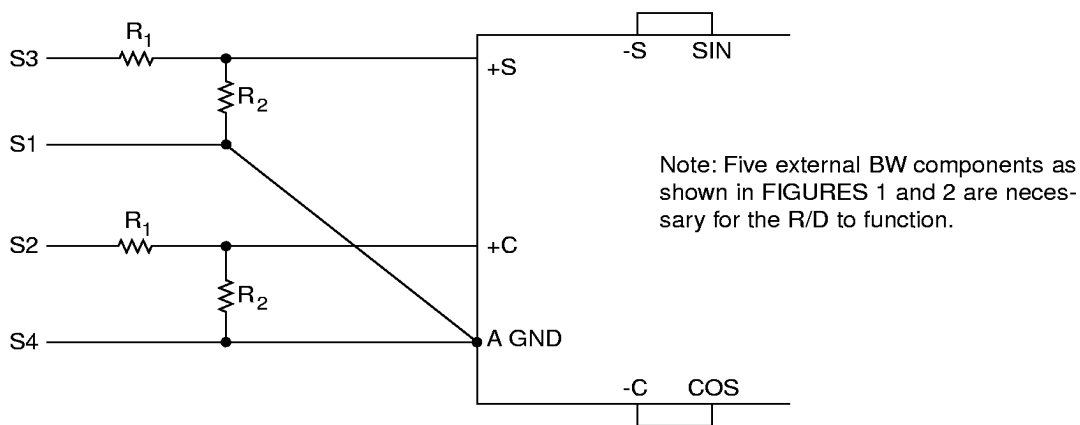 -S SIN
R1
S3
+S
R2
S1
Note: Five external BW components as
shown in FIGURES 1 and 2 are neces-
sary for the R/D to function.
R1
S2
+C
R2
S4
A GND
-C COS